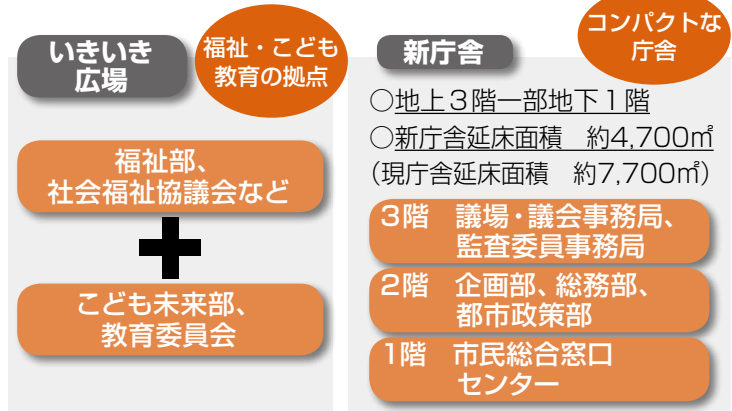 いきいき
広場
福祉・こども
教育の拠点
福祉部、
社会福祉協議会など
+
こども未来部、
教育委員会
新庁舎
コンパクトな
庁舎
○地上3階一部地下1階
○新庁舎延床面積 約4,700㎡
(現庁舎延床面積 約7,700㎡)
3階 議場・議会事務局、
監査委員事務局
2階 企画部、総務部、
都市政策部
1階 市民総合窓口
センター